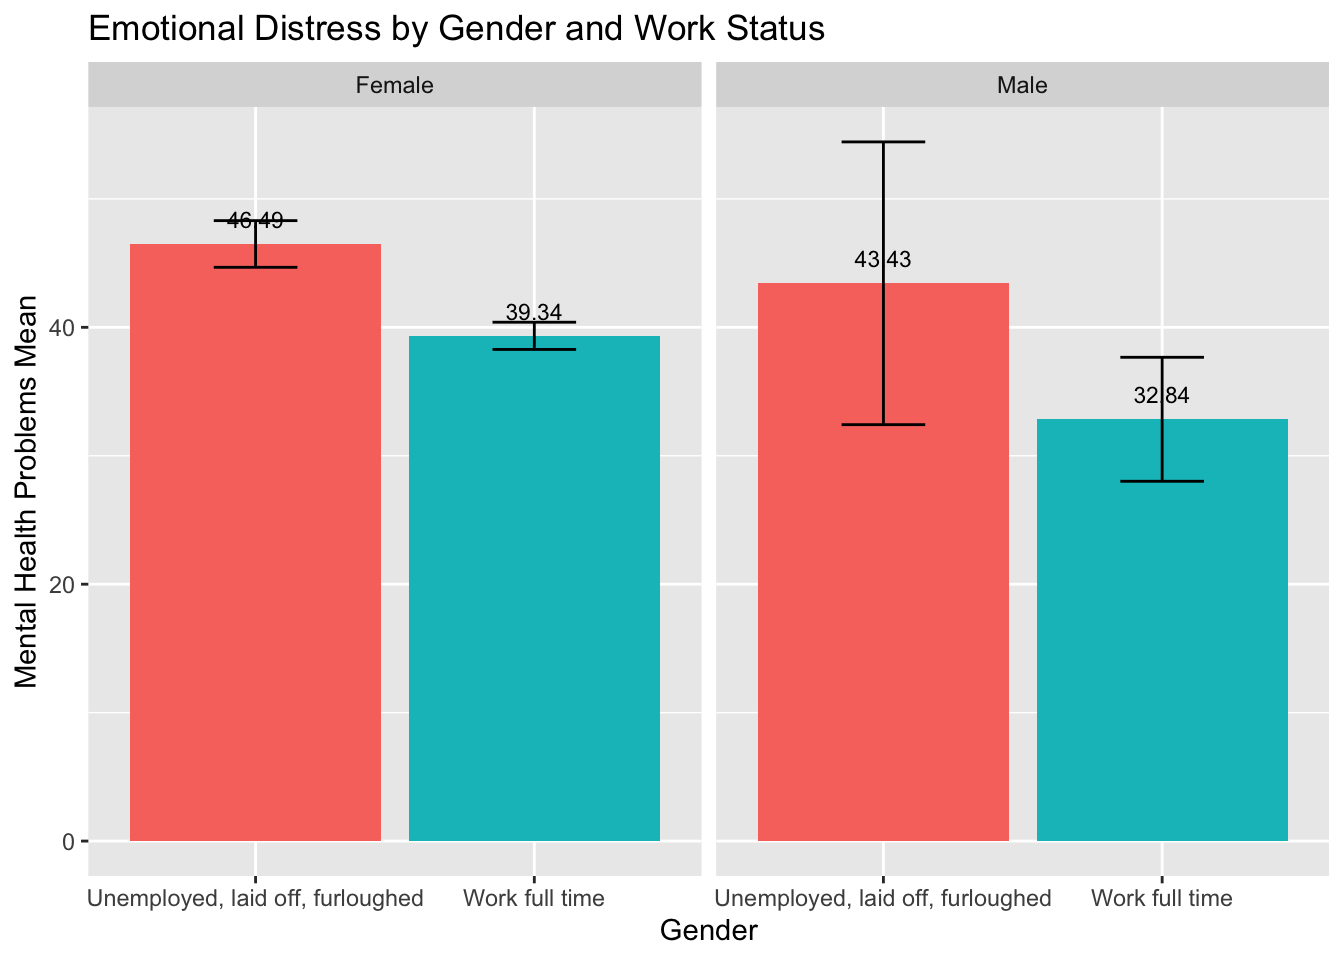 Emotional Distress by Gender and Work Status
Female
Male
Mental Health Problems Mean
40
20
0
46.49
39.34
43.43
32.84
Unemployed, laid off, furloughed
Work full time
Unemployed, laid off, furloughed
Work full time
Gender